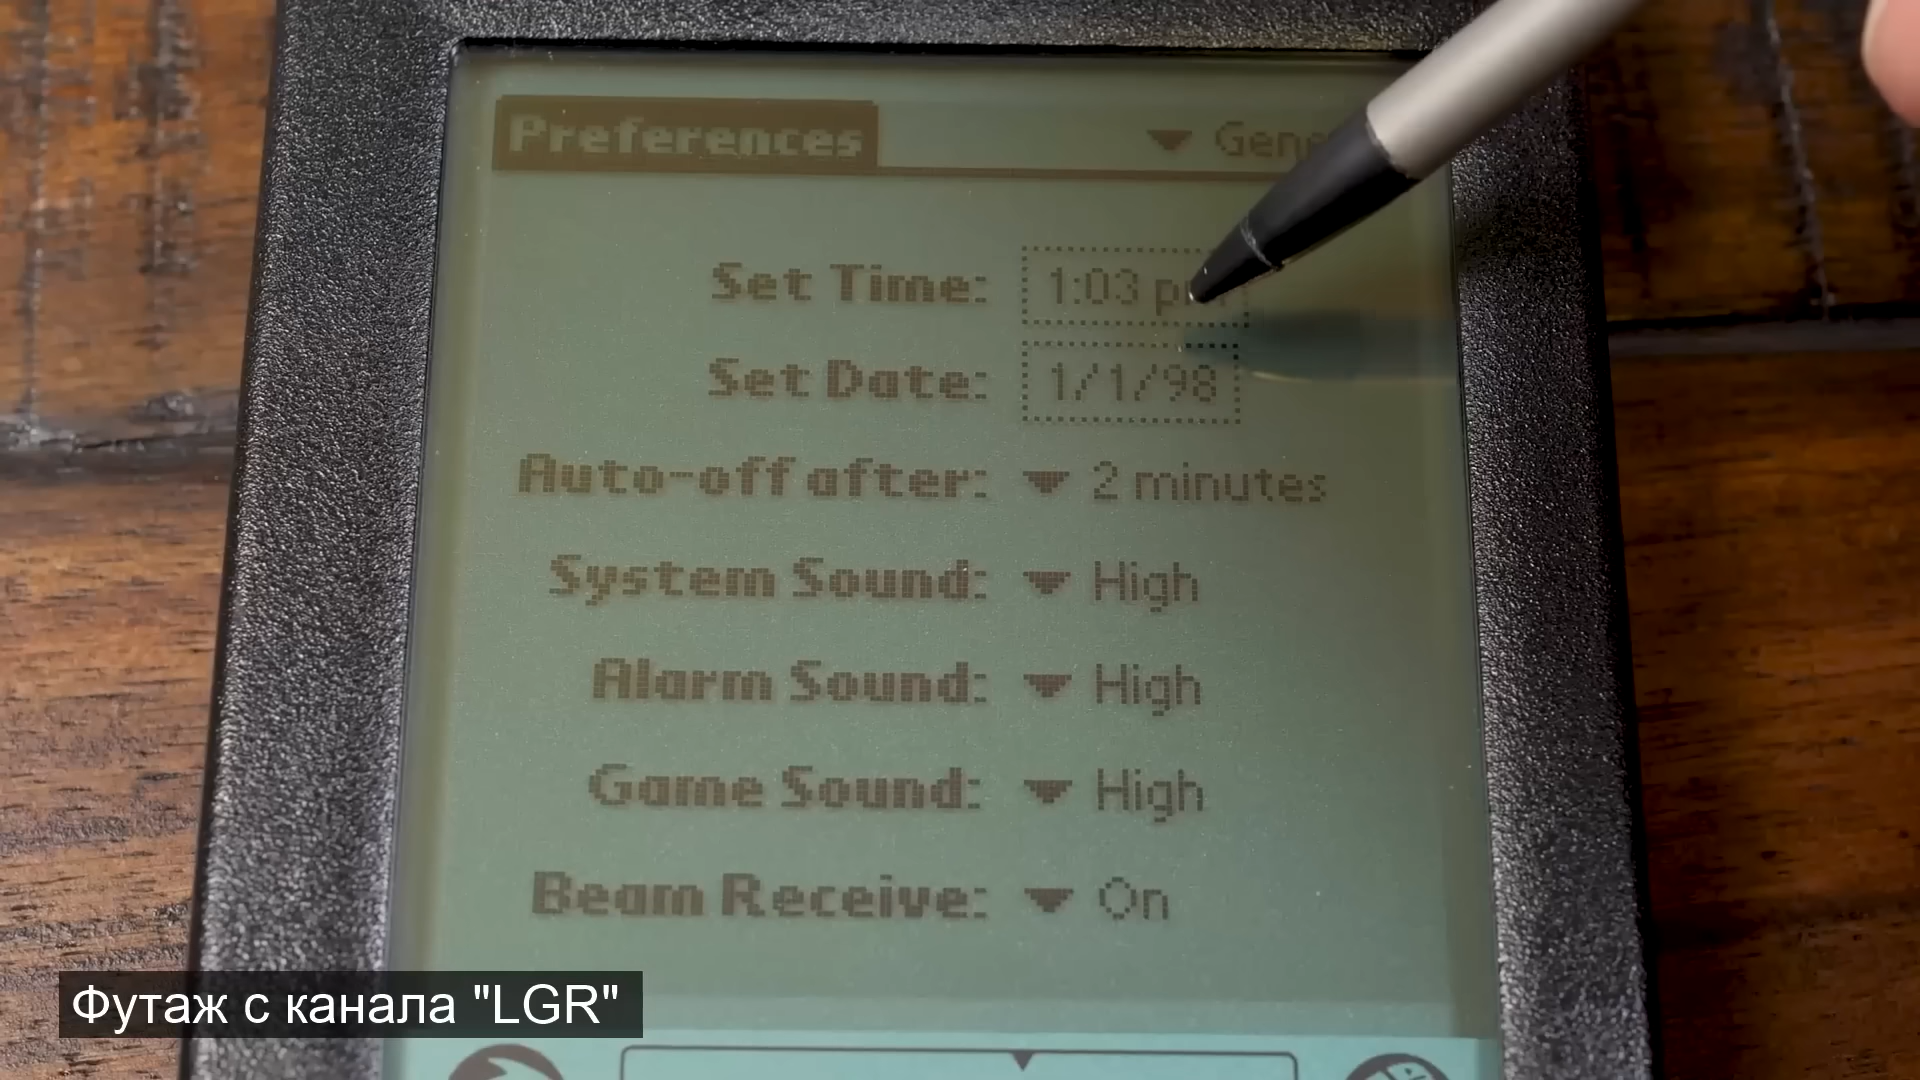 Preferences
Set Time: 1:03
Set Date: 1/1/98
Auto-off after: 2 minutes
System Sound: High
Alarm Sound: High
Game Sound: High
Beam Receive: On
Футаж с канала "LGR"